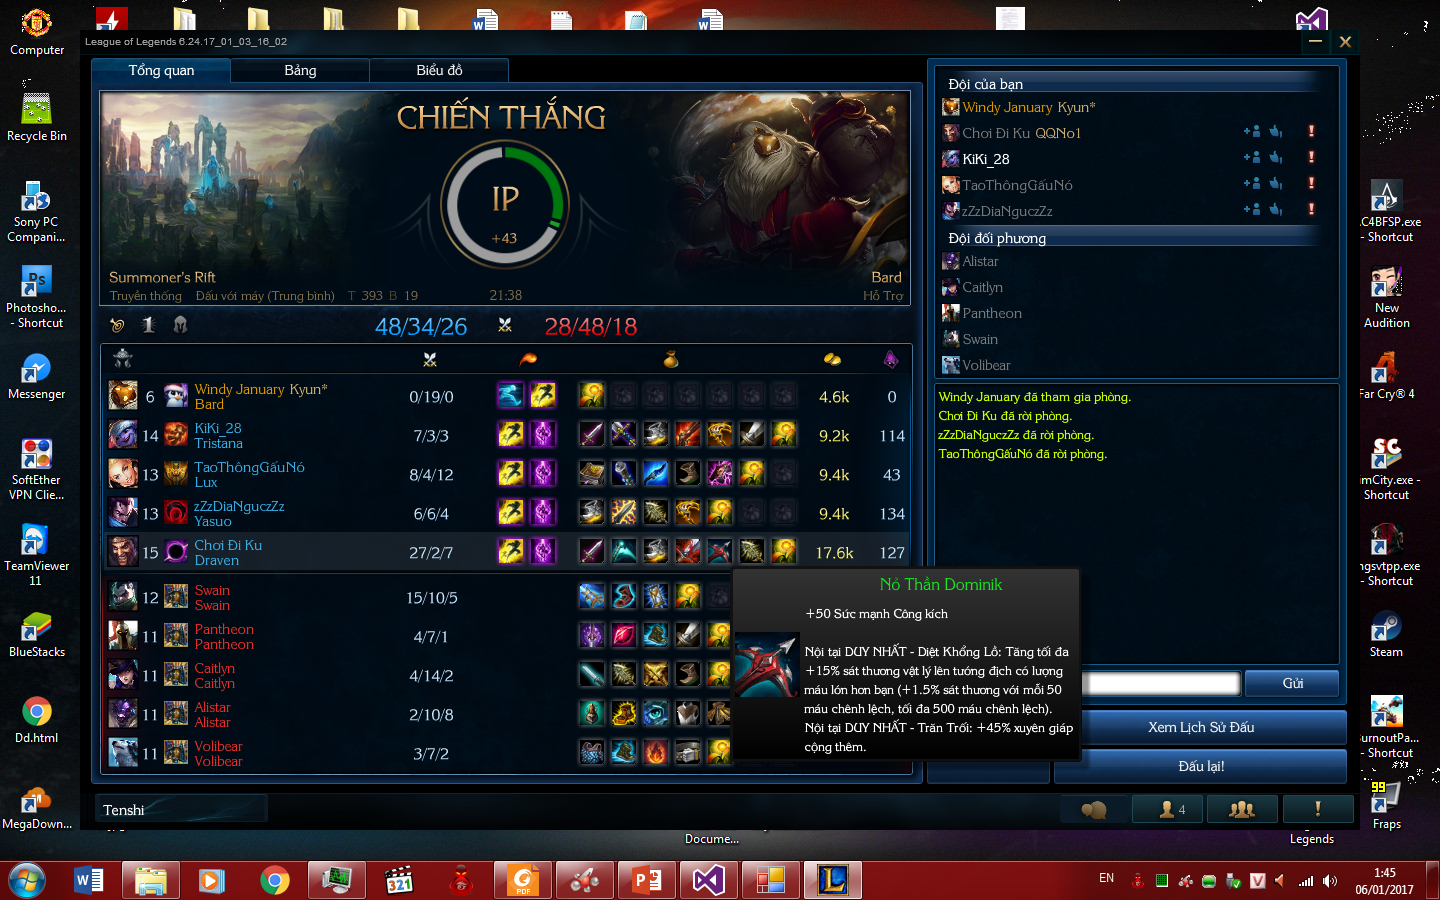 Computer
Recycle Bin
Sony PC
Compani...
Photosho...
- Shortcut
Messenger
SoftEther
VPN Clie...
TeamViewer
11
BlueStacks
Dd.html
MegaDown...
League of Legends 6.24.17_01_03_16_02
Tổng quan
Bảng
Biểu đồ
CHIẾN THẮNG
IP
+43
Summoner's Rift
Bard
Truyền thống Đấu với máy (Trung bình) T 393 B 19
21:38
Hỗ Trợ
1
48/34/26
28/48/18
6 Windy January Kyun*
Bard
0/19/0 4.6k 0
14 KiKi_28
Tristana
7/3/3 9.2k 114
13 TaoThôngGấuNó
Lux
8/4/12 9.4k 43
13 zZzDiaNguczZz
Yasuo
6/6/4 9.4k 134
15 Chơi Đi Ku
Draven
27/2/7 17.6k 127
12 Swain
Swain
15/10/5
11 Pantheon
Pantheon
4/7/1
11 Caitlyn
Caitlyn
4/14/2
11 Alistar
Alistar
2/10/8
11 Volibear
Volibear
3/7/2
Nỏ Thần Dominik
+50 Sức mạnh Công kích
Nội tại DUY NHẤT - Diệt Khổng Lồ: Tăng tối đa
+15% sát thương vật lý lên tướng địch có lượng
máu lớn hơn bạn (+1.5% sát thương với mỗi 50
máu chênh lệch, tối đa 500 máu chênh lệch).
Nội tại DUY NHẤT - Trăn Trối: +45% xuyên giáp
cộng thêm.
Đội của bạn
Windy January Kyun*
Chơi Đi Ku QQNo1
KiKi_28
TaoThôngGấuNó
zZzDiaNguczZz
Đội đối phương
Alistar
Caitlyn
Pantheon
Swain
Volibear
Windy January đã tham gia phòng.
Chơi Đi Ku đã rời phòng.
zZzDiaNguczZz đã rời phòng.
TaoThôngGấuNó đã rời phòng.
Gửi
Xem Lịch Sử Đấu
Đấu lại!
Tenshi
4
Docume...
Legends
C4BFSP.exe
- Shortcut
New
Audition
Far Cry® 4
SC
imCity.exe -
Shortcut
ngsvtpp.exe
- Shortcut
Steam
urnoutPa...
- Shortcut
99
Fraps
321
PDF
EN
1:45
06/01/2017